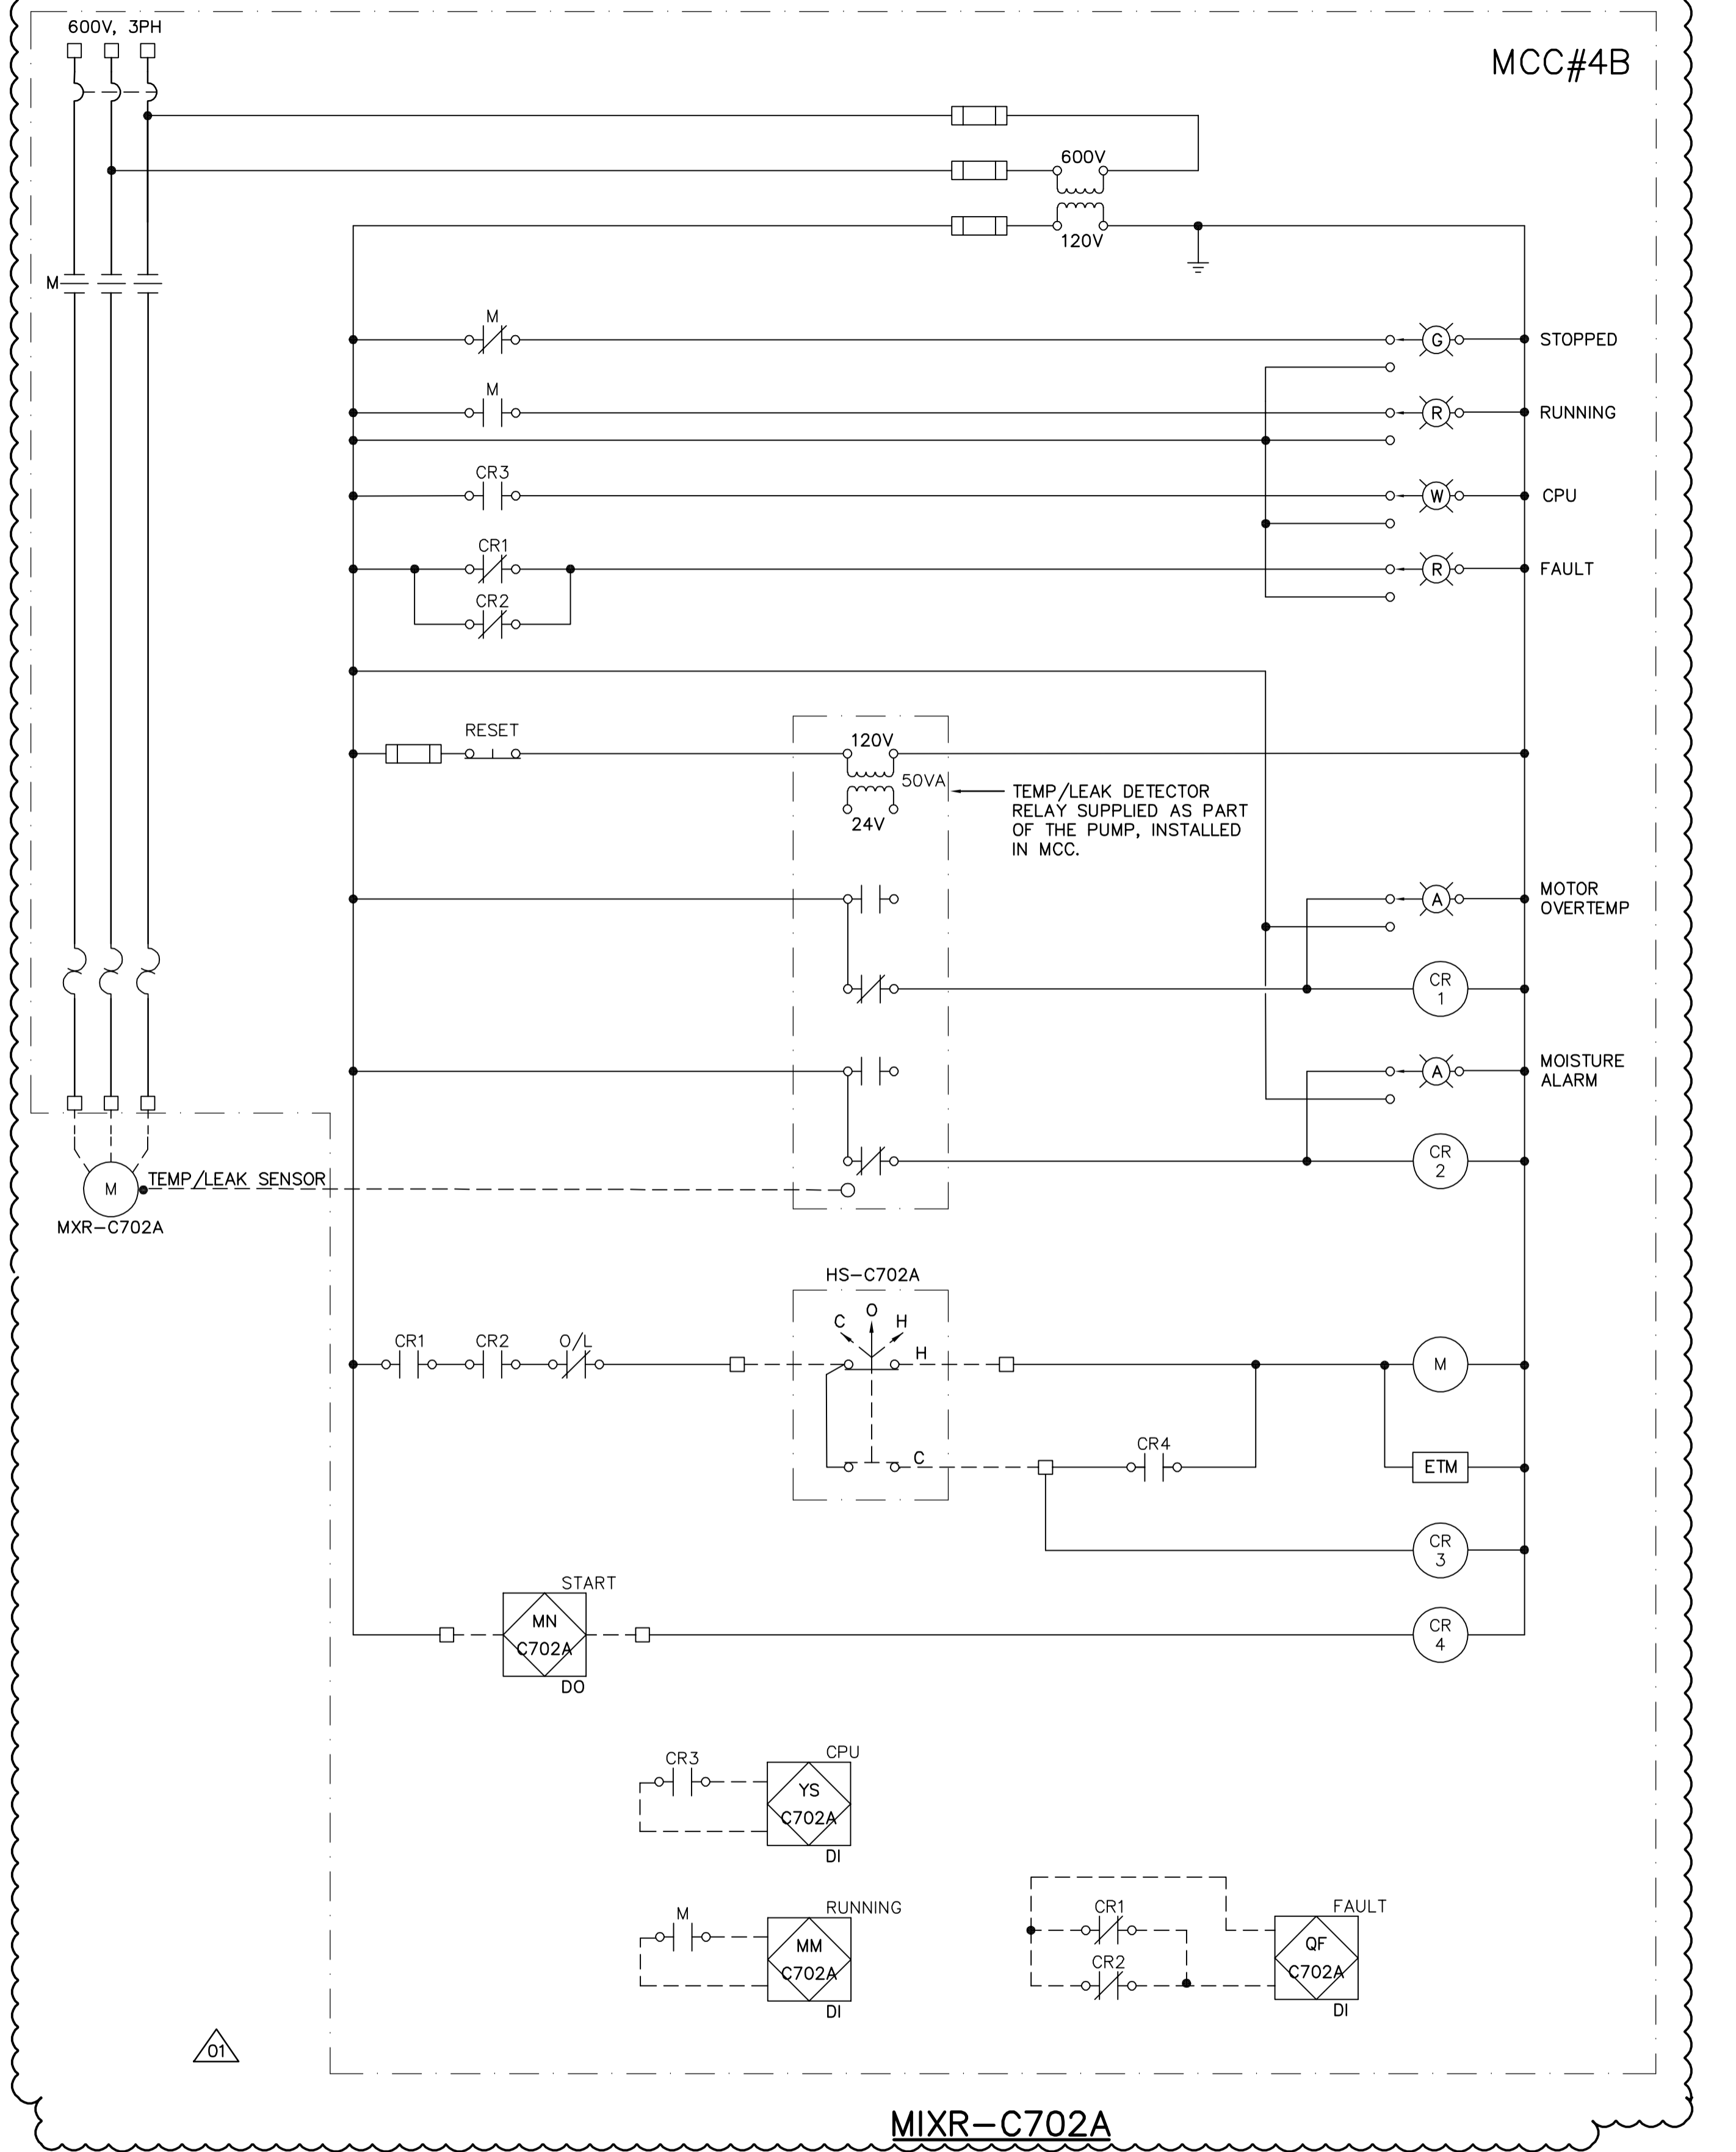 600V, 3PH
MCC#4B
600V
120V
M
M
G
STOPPED
M
R
RUNNING
CR3
W
CPU
CR1
R
FAULT
CR2
RESET
120V
50VA
24V
TEMP/LEAK DETECTOR
RELAY SUPPLIED AS PART
OF THE PUMP, INSTALLED
IN MCC.
A
MOTOR
OVERTEMP
CR
1
A
MOISTURE
ALARM
CR
2
M
TEMP/LEAK SENSOR
MXR-C702A
HS-C702A
C
O
H
CR1
CR2
O/L
H
M
C
CR4
ETM
CR
3
START
MN
C702A
DO
CR
4
CR3
CPU
YS
C702A
DI
M
RUNNING
MM
C702A
DI
CR1
CR2
FAULT
QF
C702A
DI
01
MIXR-C702A